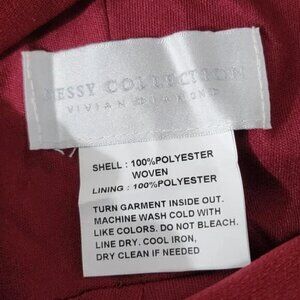 JESSY COLLECTION
VIVIAN DIAMOND
SHELL : 100%POLYESTER
WOVEN
LINING : 100%POLYESTER
TURN GARMENT INSIDE OUT.
MACHINE WASH COLD WITH
LIKE COLORS. DO NOT BLEACH.
LINE DRY. COOL IRON,
DRY CLEAN IF NEEDED